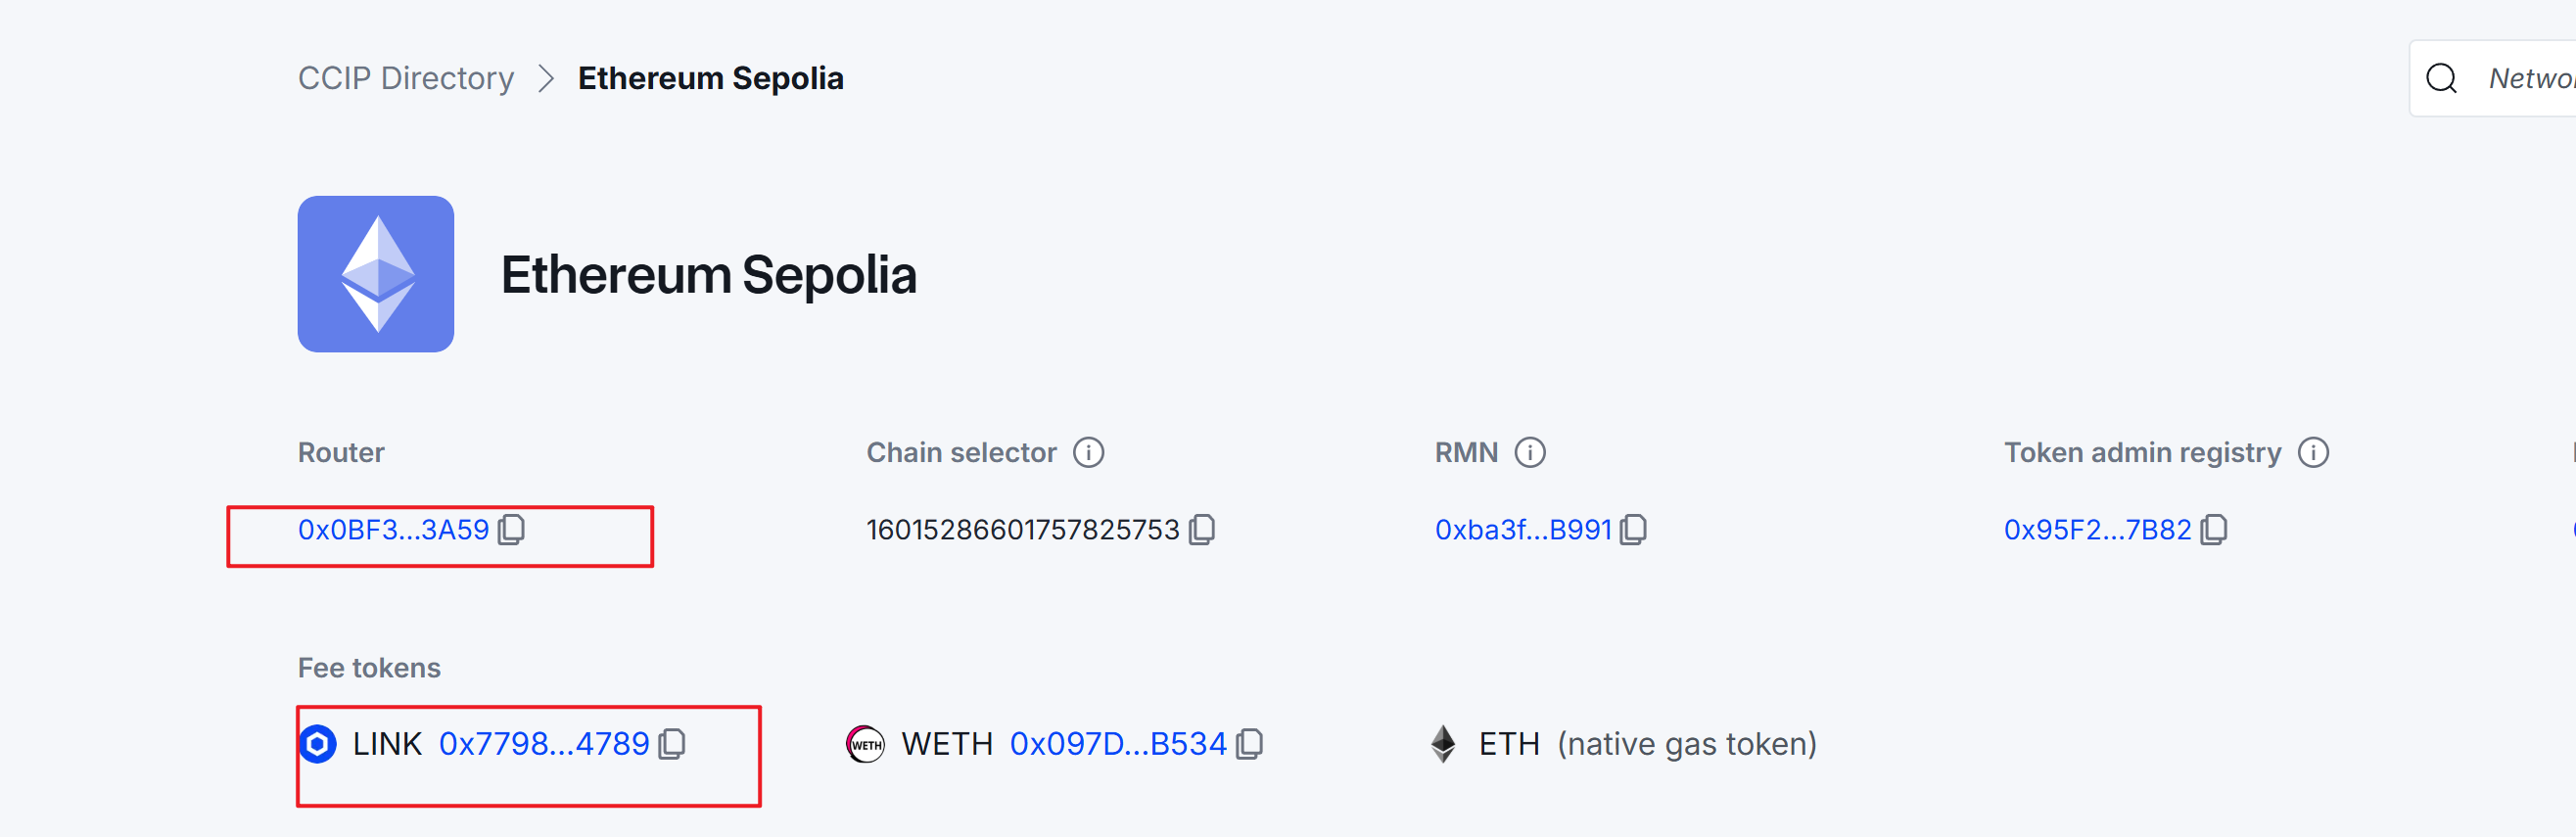 CCIP Directory > Ethereum Sepolia
Ethereum Sepolia
Router
Chain selector
RMN
Token admin registry
0x0BF3...3A59
16015286601757825753
0xba3f...B991
0x95F2...7B82
Fee tokens
LINK 0x7798...4789
WETH WETH 0x097D...B534
ETH (native gas token)